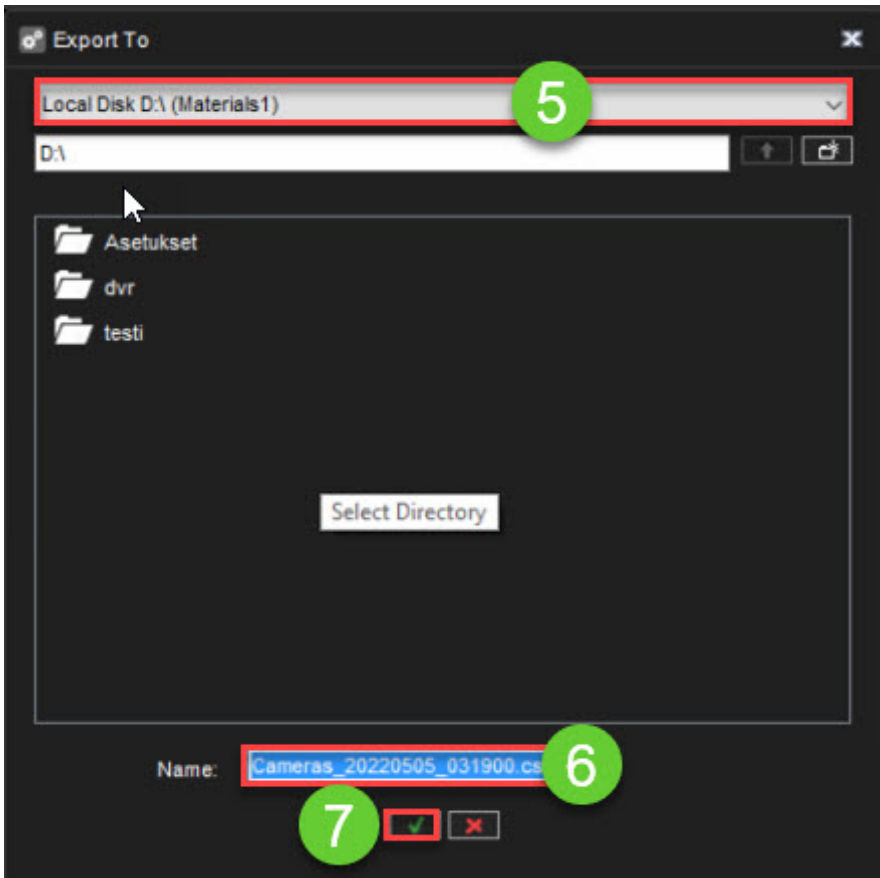 Export To
Local Disk D:\ (Materials1)
5
D:\
Asetukset
dvr
testi
Select Directory
Name: Cameras_20220505_031900.cs
6
7